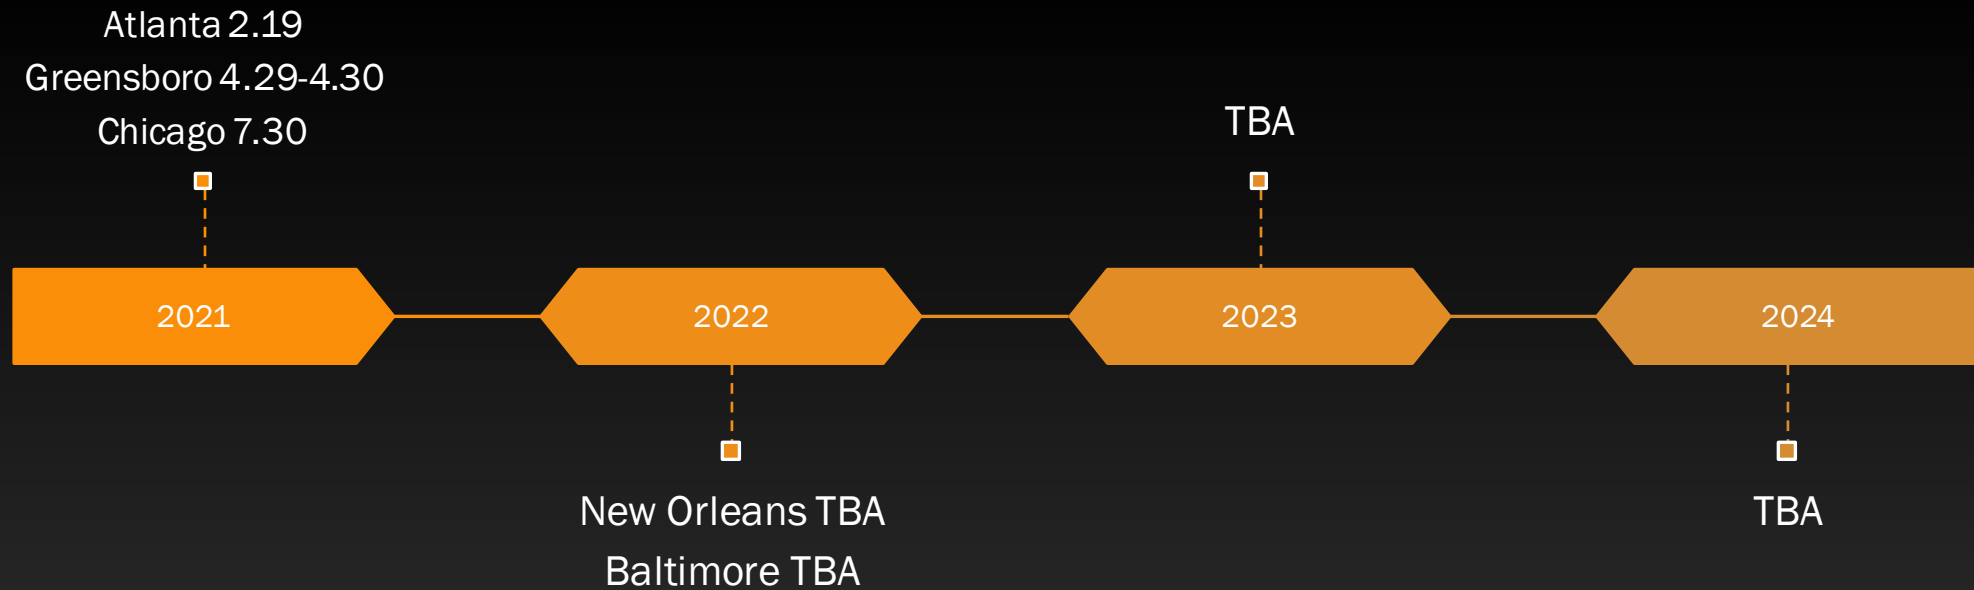 Atlanta 2.19
Greensboro 4.29-4.30
Chicago 7.30
TBA
2021
2022
2023
2024
New Orleans TBA
Baltimore TBA
TBA